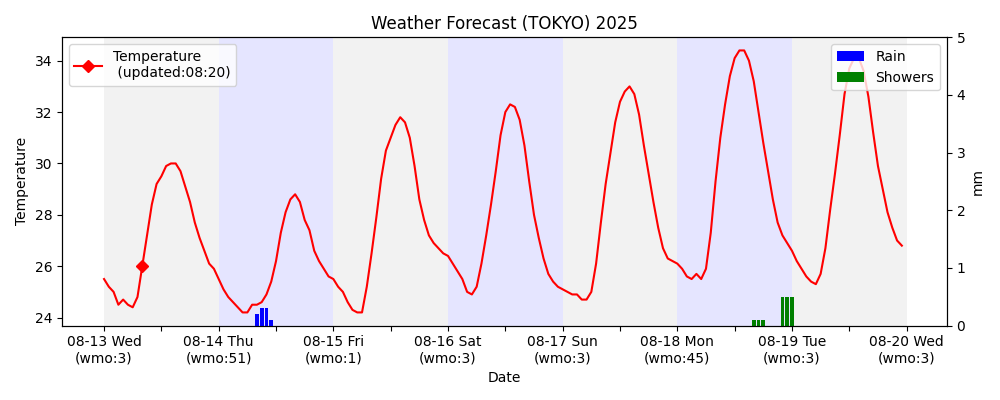 Weather Forecast (TOKYO) 2025
Temperature
(updated:08:20)
Rain
Showers
34
32
30
28
26
24
Temperature
5
4
3
2
1
0
mm
08-13 Wed
(wmo:3)
08-14 Thu
(wmo:51)
08-15 Fri
(wmo:1)
08-16 Sat
(wmo:3)
08-17 Sun
(wmo:3)
08-18 Mon
(wmo:45)
08-19 Tue
(wmo:3)
08-20 Wed
(wmo:3)
Date